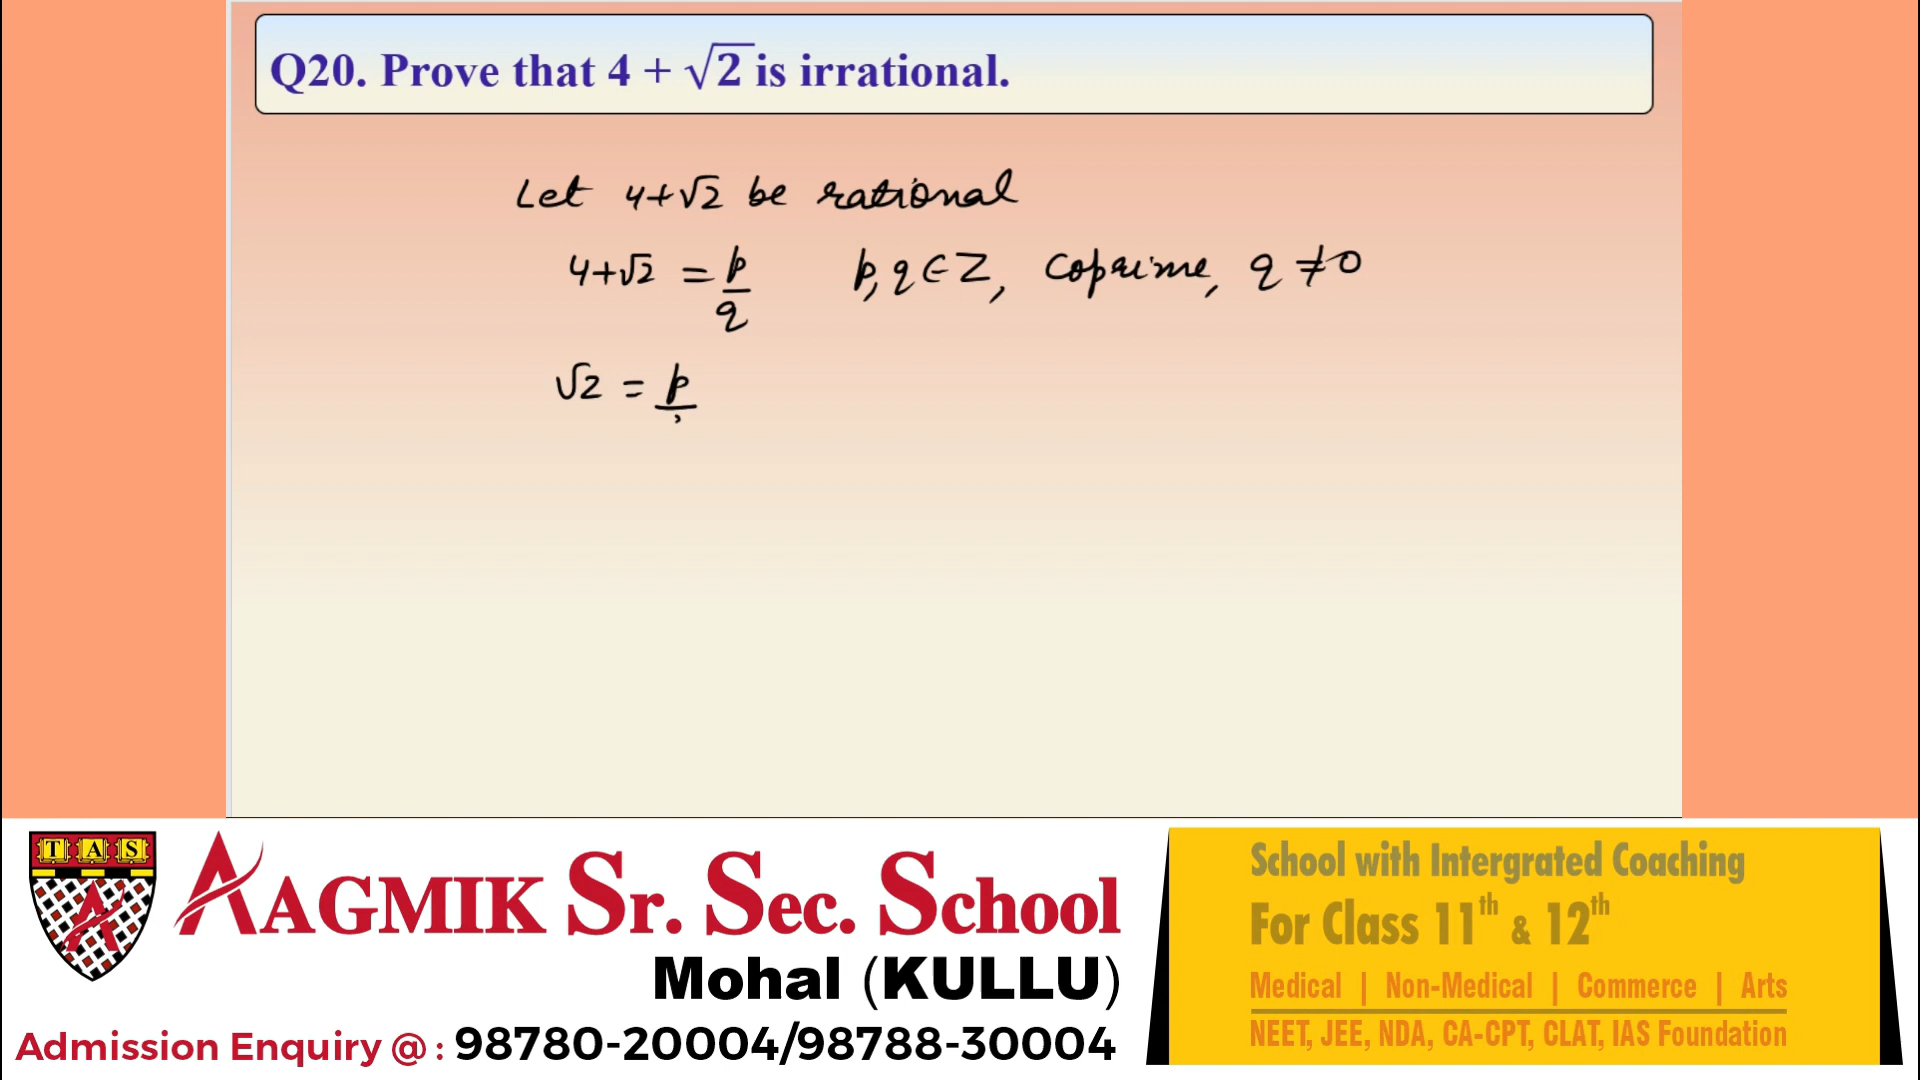 Q20. Prove that 4 + √2 is irrational.
Let 4+√2 be rational
4+√2 = p/q p, q ∈ Z, coprime, q ≠ 0
√2 = p
T A S
AAGMIK Sr. Sec. School
Mohal (KULLU)
Admission Enquiry @ : 98780-20004/98788-30004
School with Intergrated Coaching
For Class 11th & 12th
Medical | Non-Medical | Commerce | Arts
NEET, JEE, NDA, CA-CPT, CLAT, IAS Foundation